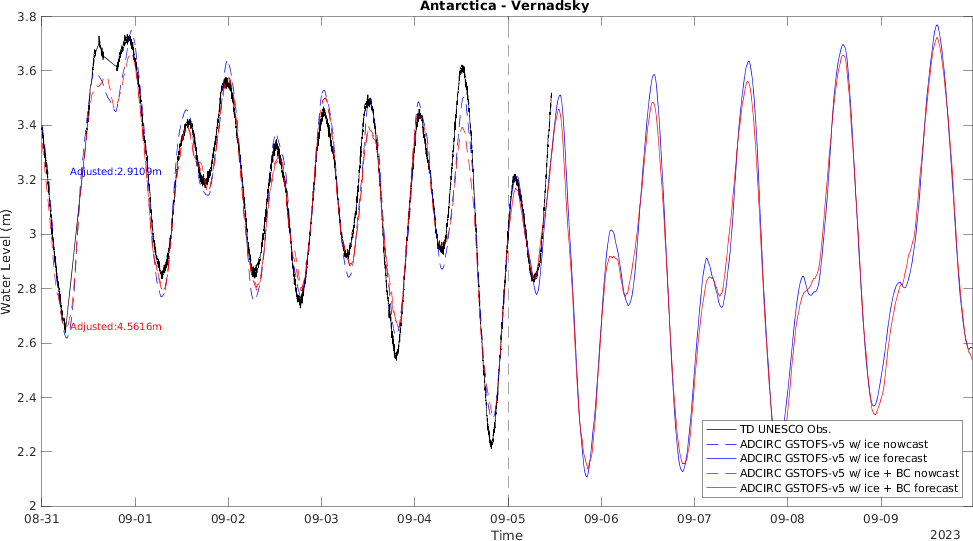 Antarctica - Vernadsky
3.8
3.6
3.4
3.2
3
2.8
2.6
2.4
2.2
2
Water Level (m)
Adjusted:2.9109m
Adjusted:4.5616m
TD UNESCO Obs.
ADCIRC GSTOFS-v5 w/ ice nowcast
ADCIRC GSTOFS-v5 w/ ice forecast
ADCIRC GSTOFS-v5 w/ ice + BC nowcast
ADCIRC GSTOFS-v5 w/ ice + BC forecast
08-31 09-01 09-02 09-03 09-04 09-05 09-06 09-07 09-08 09-09
Time
2023